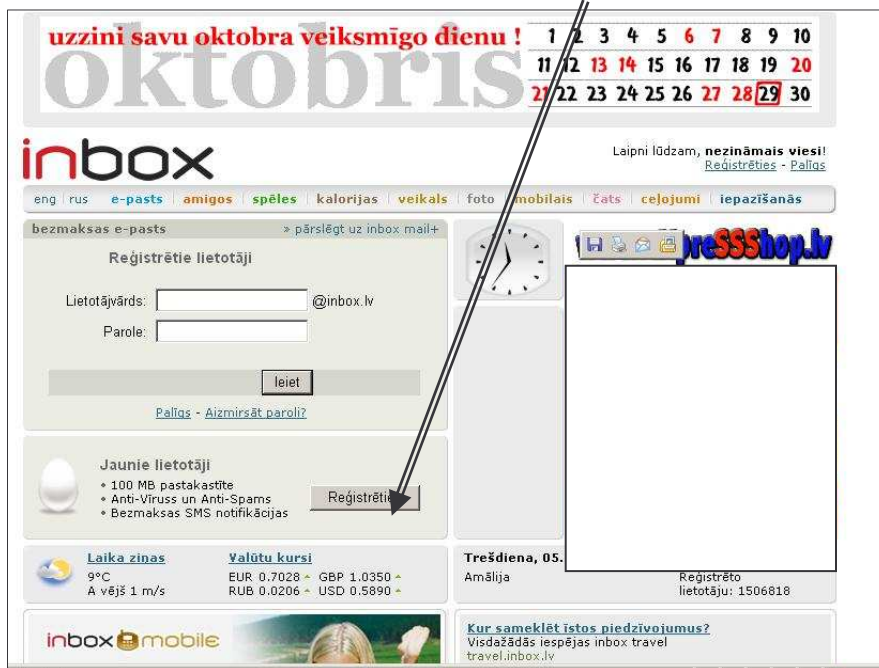 uzzini savu oktobra veiksmīgo dienu !
oktobris
1 2 3 4 5 6 7 8 9 10
11 12 13 14 15 16 17 18 19 20
21 22 23 24 25 26 27 28 29 30
inbox
Laipni lūdzam, nezināmais viesi!
Reģistrēties - Palīgs
eng rus e-pasts amigos spēles kalorijas veikals foto mobilais čats ceļojumi iepazīšanās
bezmaksas e-pasts » pārslēgt uz inbox mail+
Reģistrētie lietotāji
Lietotājvārds: @inbox.lv
Parole:
Ieiet
Palīgs - Aizmirsāt paroli?
Jaunie lietotāji
• 100 MB pastakastīte
• Anti-Vīruss un Anti-Spams
• Bezmaksas SMS notifikācijas
Laika ziņas
9°C
A vējš 1 m/s
Valūtu kursi
EUR 0.7028 GBP 1.0350
RUB 0.0206 USD 0.5890
Trešdiena, 05.
Amālija
Reģistrēto
lietotāju: 1506818
inbox mobile
Kur sameklēt īstos piedzīvojumus?
Visdažādās iespējas inbox travel
travel.inbox.lv